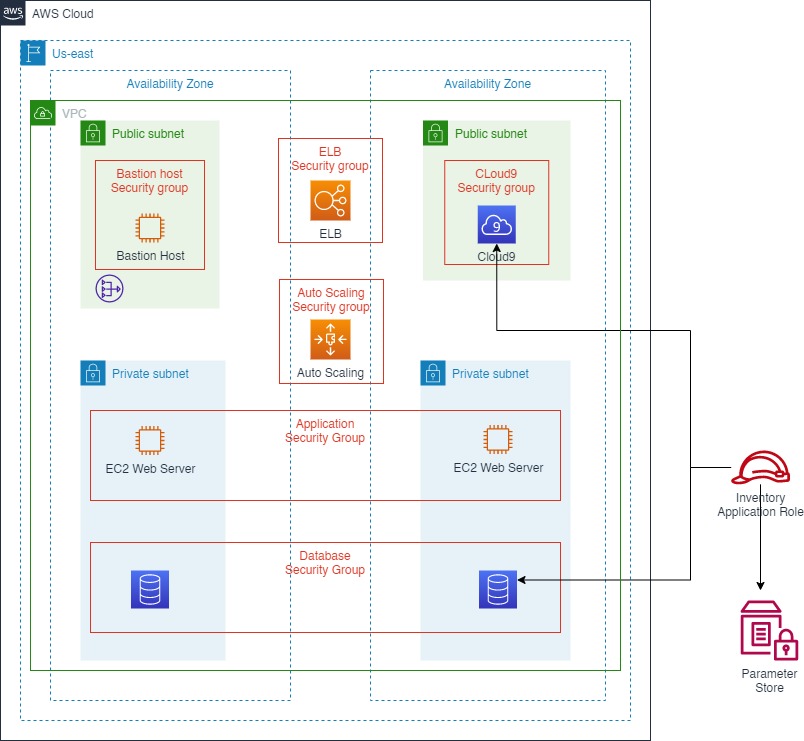 aws
AWS Cloud
Us-east
Availability Zone
Availability Zone
VPC
Public subnet
Public subnet
Bastion host
Security group
Bastion Host
ELB
Security group
ELB
CLoud9
Security group
9
Cloud9
Auto Scaling
Security group
Auto Scaling
Private subnet
Private subnet
Application
Security Group
EC2 Web Server
EC2 Web Server
Inventory
Application Role
Database
Security Group
Parameter
Store